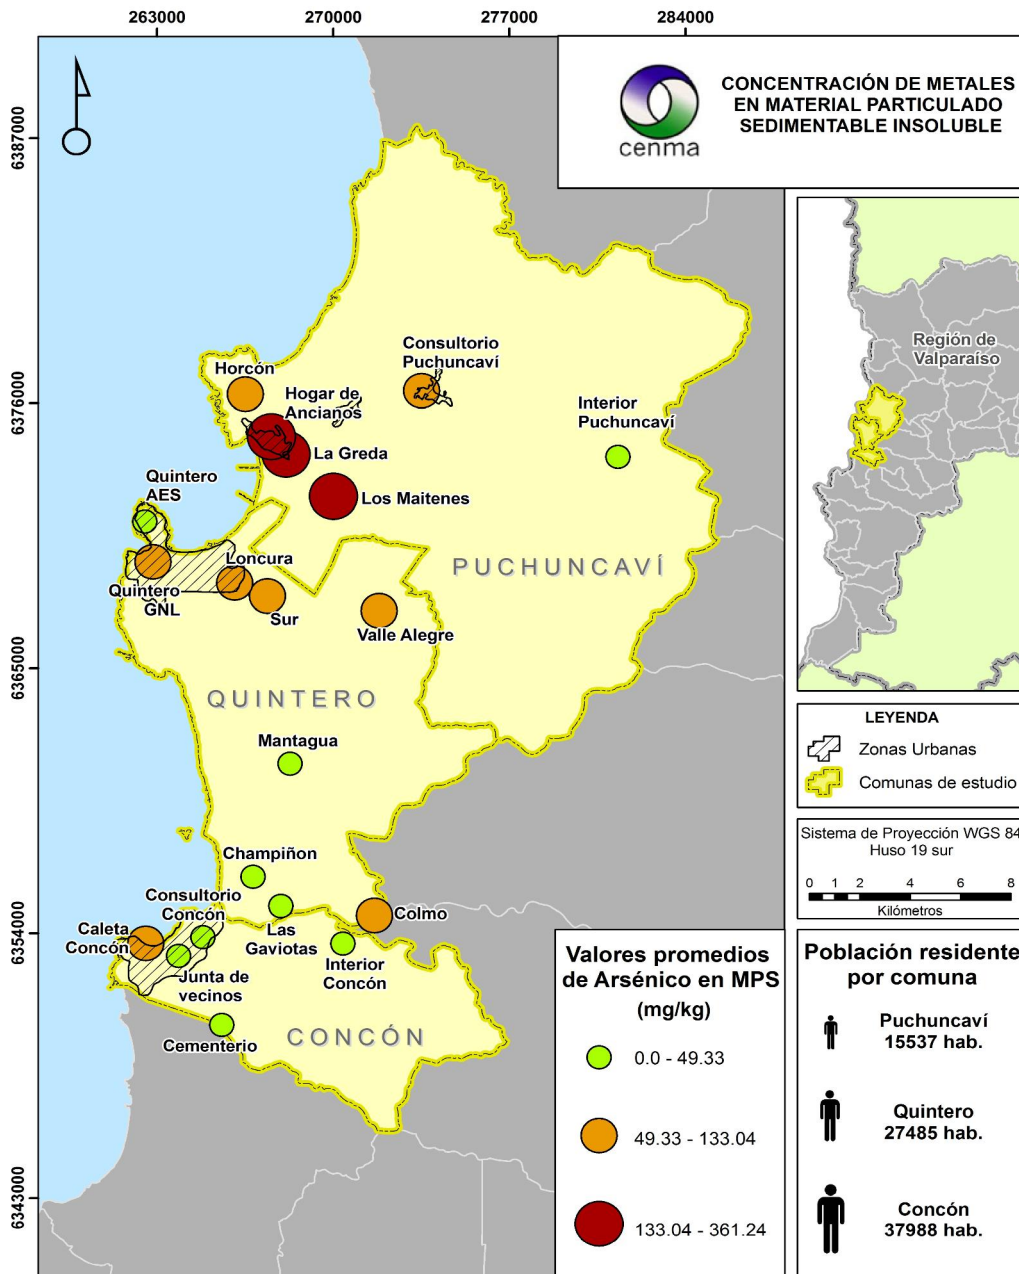 263000
270000
277000
284000
6387000
6376000
6365000
6354000
6343000
cenma
CONCENTRACIÓN DE METALES
EN MATERIAL PARTICULADO
SEDIMENTABLE INSOLUBLE
Región de
Valparaíso
Horcón
Consultorio
Puchuncaví
Hogar de
Ancianos
Interior
Puchuncaví
La Greda
Quintero
AES
Los Maitenes
Loncura
PUCHUNCAVÍ
Quintero
GNL
Sur
Valle Alegre
QUINTERO
Mantagua
Champiñon
Consultorio
Concón
Colmo
Caleta
Concón
Las
Gaviotas
Interior
Concón
Junta de
vecinos
Cementerio
CONCÓN
LEYENDA
Zonas Urbanas
Comunas de estudio
Sistema de Proyección WGS 84
Huso 19 sur
0 1 2 4 6 8
Kilómetros
Valores promedios
de Arsénico en MPS
(mg/kg)
0.0 - 49.33
49.33 - 133.04
133.04 - 361.24
Población residente
por comuna
Puchuncaví
15537 hab.
Quintero
27485 hab.
Concón
37988 hab.